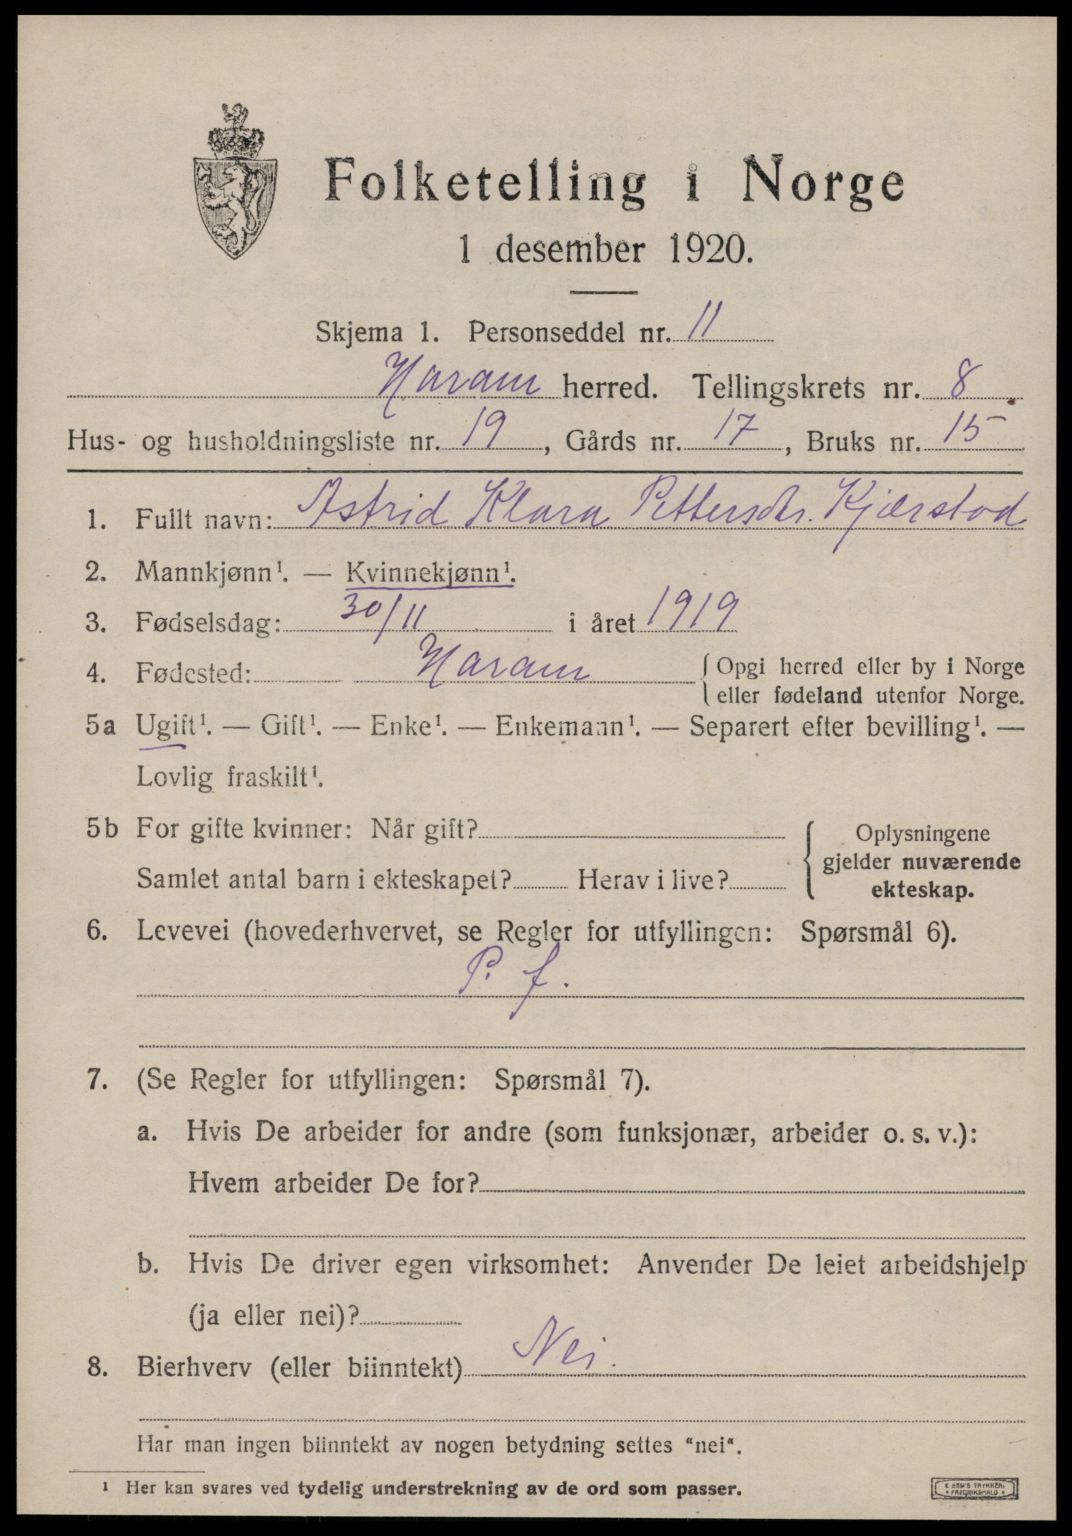 Folketelling i Norge
1 desember 1920.
Skjema 1. Personseddel nr. 11
Haram herred. Tellingskrets nr. 8
Hus- og husholdningsliste nr. 19, Gårds nr. 17, Bruks nr. 15
1. Fullt navn: Astrid Klara Pettersdtr. Kjærstad
2. Mannkjønn¹. — Kvinnekjønn¹.
3. Fødselsdag: 30/11 i året 1919
4. Fødested: Haram {Opgi herred eller by i Norge
eller fødeland utenfor Norge.
5a Ugift¹. — Gift¹. — Enke¹. — Enkemann¹. — Separert efter bevilling¹. —
Lovlig fraskilt¹.
5b For gifte kvinner: Når gift? { Oplysningene
gjelder nuværende
Samlet antal barn i ekteskapet? Herav i live?
ekteskap.
6. Levevei (hovederhvervet, se Regler for utfyllingen: Spørsmål 6).
P. f.
7. (Se Regler for utfyllingen: Spørsmål 7).
a. Hvis De arbeider for andre (som funksjonær, arbeider o. s. v.):
Hvem arbeider De for?
b. Hvis De driver egen virksomhet: Anvender De leiet arbeidshjelp
(ja eller nei)?
8. Bierhverv (eller biinntekt) Nei.
Har man ingen biinntekt av nogen betydning settes "nei".
¹ Her kan svares ved tydelig understrekning av de ord som passer.